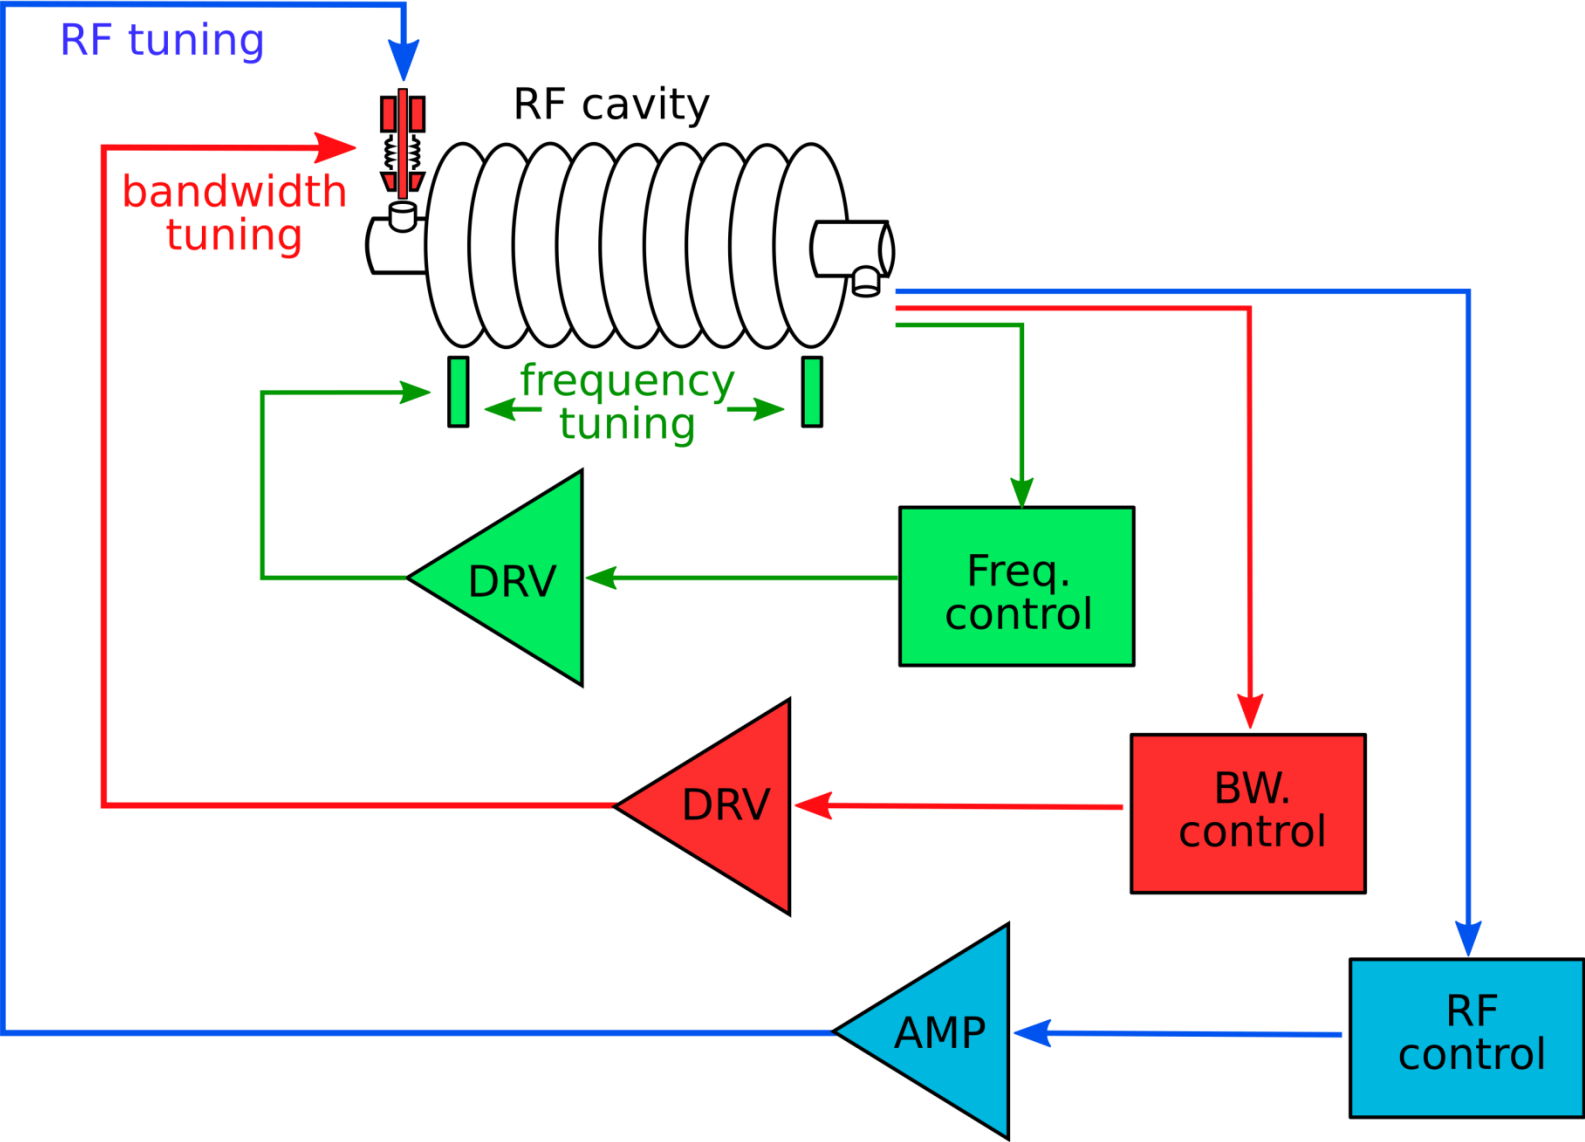 RF tuning
RF cavity
bandwidth
tuning
frequency
tuning
DRV
Freq.
control
DRV
BW.
control
AMP
RF
control